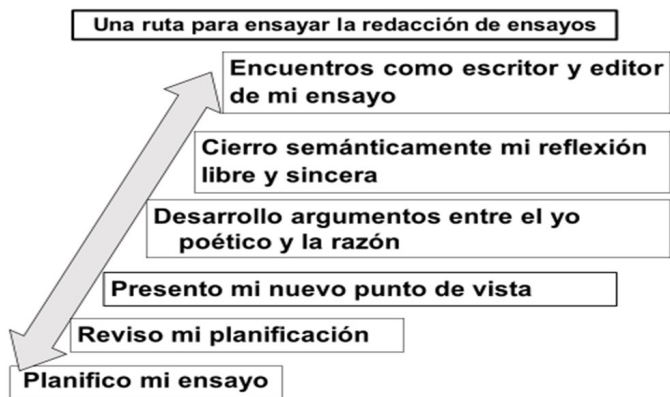 Una ruta para ensayar la redacción de ensayos
Encuentros como escritor y editor
de mi ensayo
Cierro semánticamente mi reflexión
libre y sincera
Desarrollo argumentos entre el yo
poético y la razón
Presento mi nuevo punto de vista
Reviso mi planificación
Planifico mi ensayo